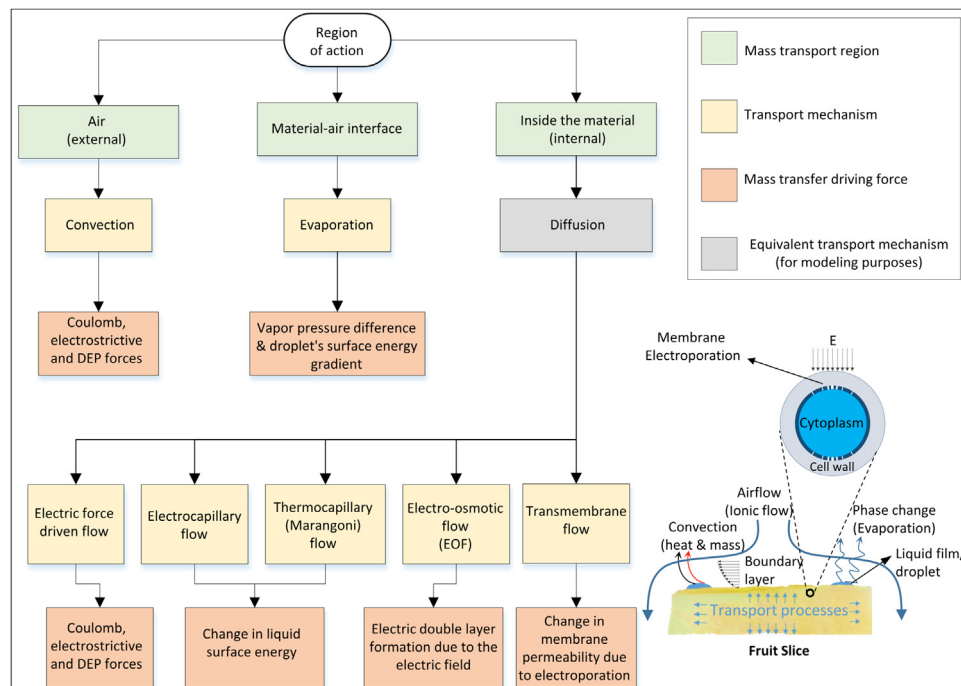 Region
of action
Air
(external)
Material-air interface
Inside the material
(internal)
Convection
Evaporation
Diffusion
Coulomb,
electrostrictive
and DEP forces
Vapor pressure difference
& droplet's surface energy
gradient
Electric force
driven flow
Electrocapillary flow
Thermocapillary
(Marangoni)
flow
Electro-osmotic
flow
(EOF)
Transmembrane
flow
Coulomb,
electrostrictive
and DEP forces
Change in liquid
surface energy
Electric double layer
formation due to the
electric field
Change in
membrane
permeability due
to electroporation
Mass transport region
Transport mechanism
Mass transfer driving force
Equivalent transport mechanism
(for modeling purposes)
E
Membrane
Electroporation
Cytoplasm
Cell wall
Airflow
(Ionic flow)
Phase change
(Evaporation)
Convection
(heat & mass)
Boundary
layer
Liquid film,
droplet
Transport processes
Fruit Slice